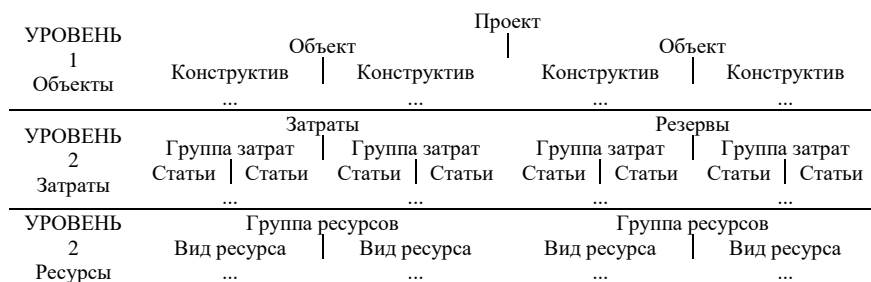 Проект
УРОВЕНЬ
1
Объекты
Объект Объект
Конструктив Конструктив Конструктив Конструктив
... ... ... ...
УРОВЕНЬ
2
Затраты
Затраты Резервы
Группа затрат Группа затрат Группа затрат Группа затрат
Статьи Статьи Статьи Статьи Статьи Статьи Статьи Статьи
... ... ... ...
УРОВЕНЬ
2
Ресурсы
Группа ресурсов Группа ресурсов
Вид ресурса Вид ресурса Вид ресурса Вид ресурса
... ... ... ...